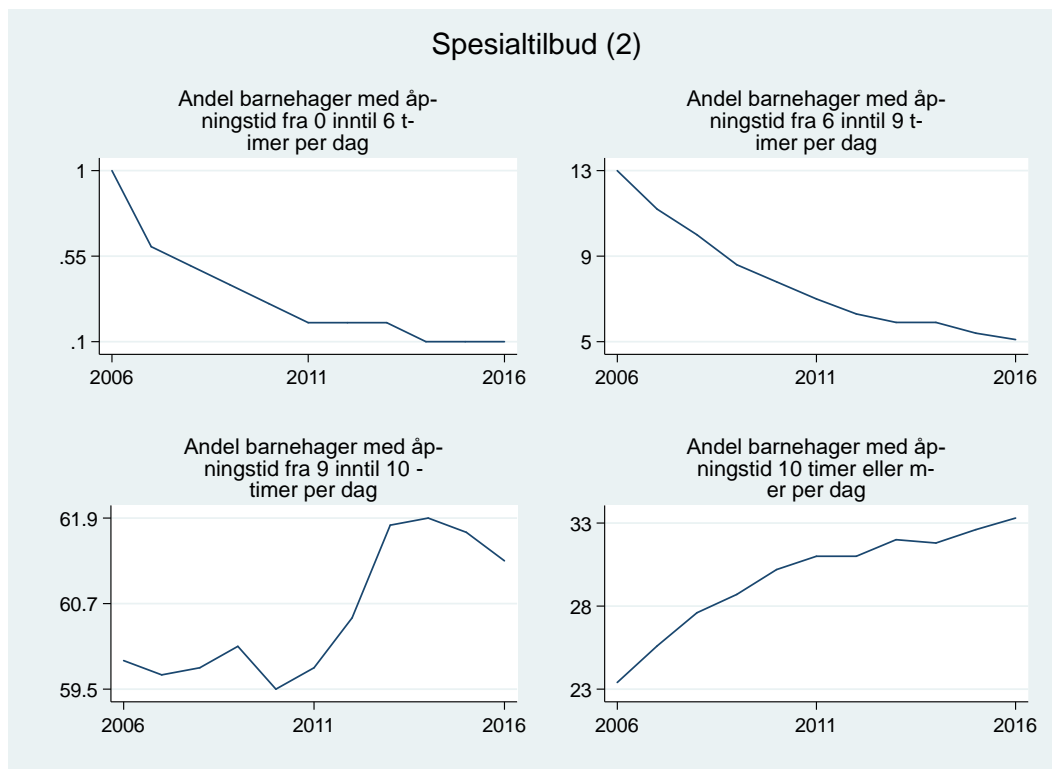 Spesialtilbud (2)
Andel barnehager med åp-
ningstid fra 0 inntil 6 t-
imer per dag
1
.55
.1
2006 2011 2016
Andel barnehager med åp-
ningstid fra 6 inntil 9 t-
imer per dag
13
9
5
2006 2011 2016
Andel barnehager med åp-
ningstid fra 9 inntil 10 -
timer per dag
61.9
60.7
59.5
2006 2011 2016
Andel barnehager med åp-
ningstid 10 timer eller m-
er per dag
33
28
23
2006 2011 2016